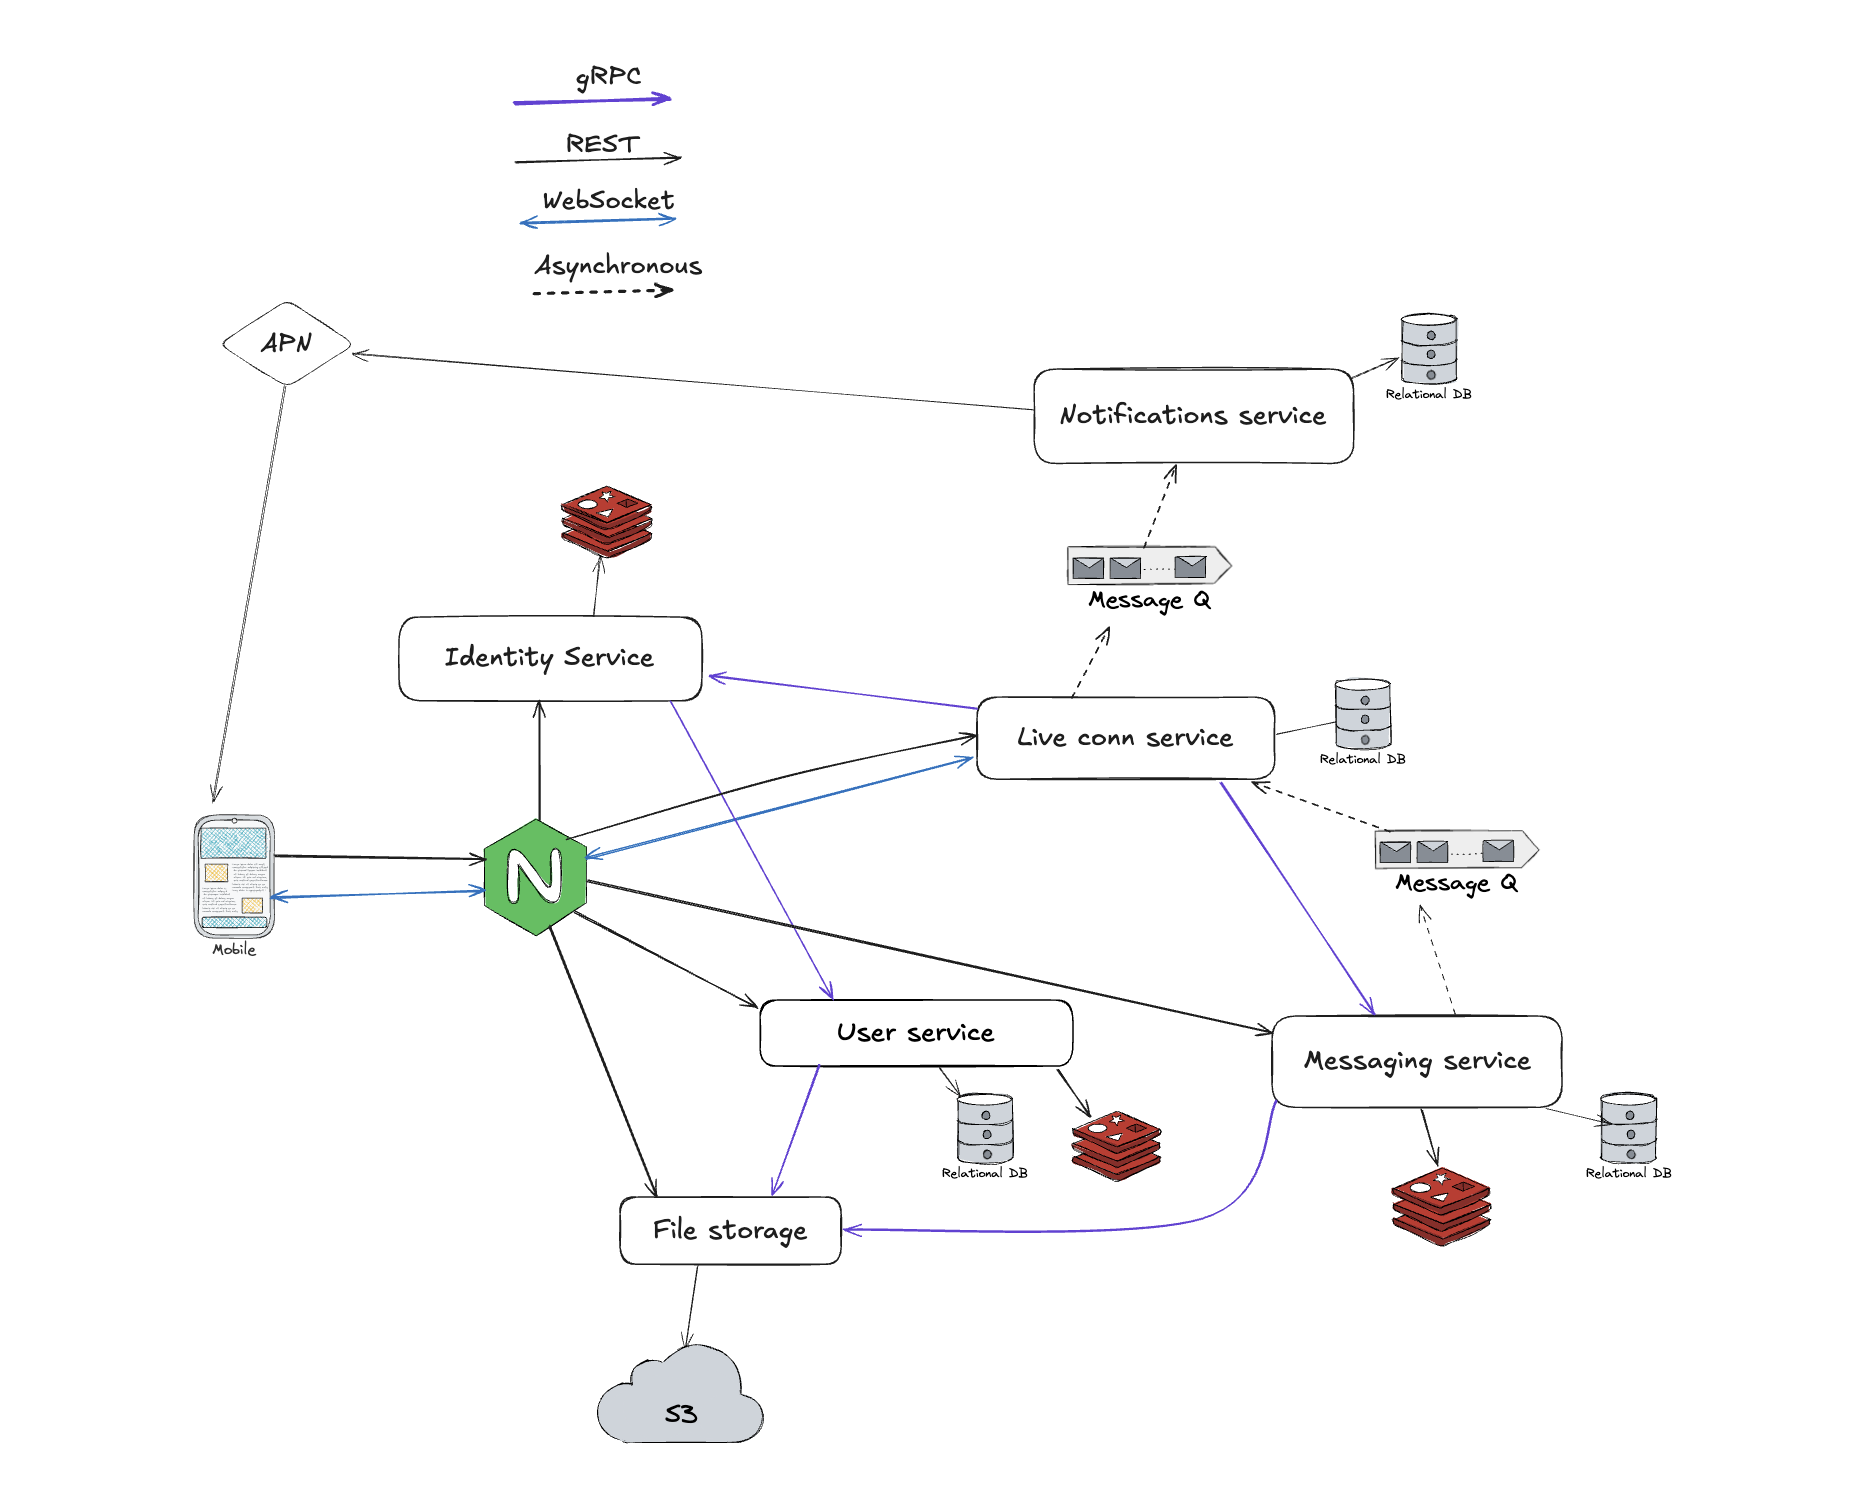 gRPC
REST
WebSocket
Asynchronous
APN
Relational DB
Notifications service
Message Q
Identity Service
Live conn service
Relational DB
N
Message Q
Mobile
User service
Messaging service
Relational DB
Relational DB
File storage
S3